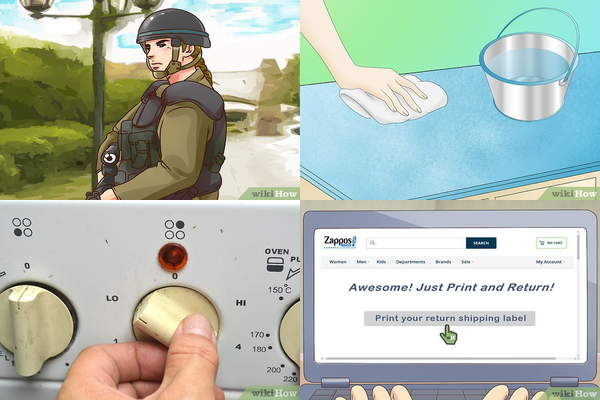 wikiHow
wikiHow
0
LO
0
HI
1
4
OVEN
150°C
170
180
200
220
wikiHow
Zappos
SEARCH
MY CART
Women
Men
Kids
Departments
Brands
Sale
My Account
Awesome! Just Print and Return!
Print your return shipping label
wikiHow